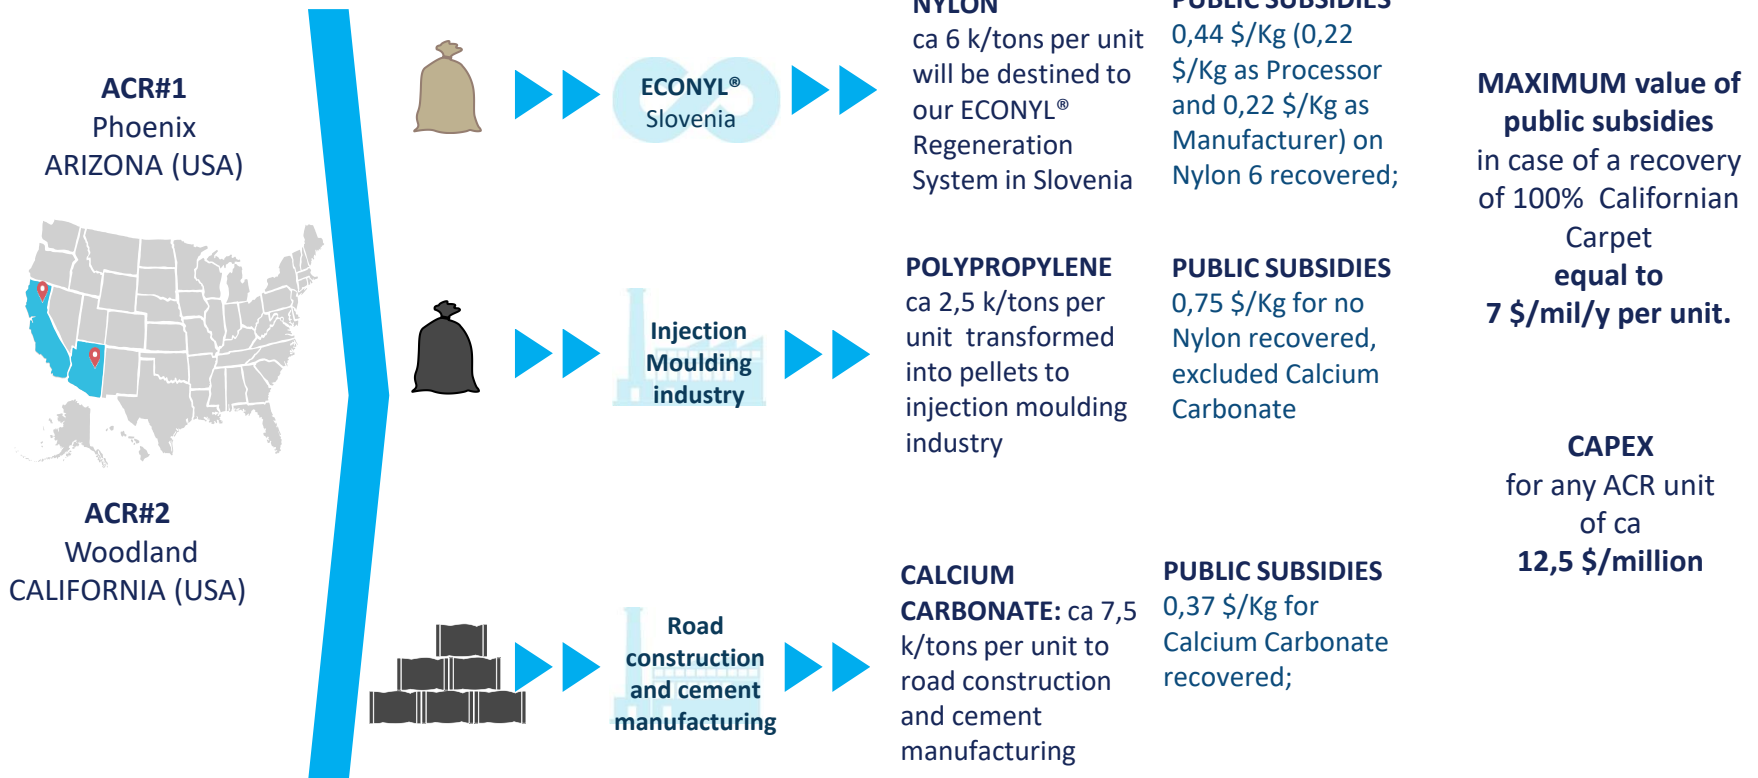 ACR#1
Phoenix
ARIZONA (USA)
ACR#2
Woodland
CALIFORNIA (USA)
ECONYL®
Slovenia
NYLON
ca 6 k/tons per unit
will be destined to
our ECONYL®
Regeneration
System in Slovenia
PUBLIC SUBSIDIES
0,44 $/Kg (0,22
$/Kg as Processor
and 0,22 $/Kg as
Manufacturer) on
Nylon 6 recovered;
Injection
Moulding
industry
POLYPROPYLENE
ca 2,5 k/tons per
unit transformed
into pellets to
injection moulding
industry
PUBLIC SUBSIDIES
0,75 $/Kg for no
Nylon recovered,
excluded Calcium
Carbonate
Road
construction
and cement
manufacturing
CALCIUM
CARBONATE: ca 7,5
k/tons per unit to
road construction
and cement
manufacturing
PUBLIC SUBSIDIES
0,37 $/Kg for
Calcium Carbonate
recovered;
MAXIMUM value of
public subsidies
in case of a recovery
of 100% Californian
Carpet
equal to
7 $/mil/y per unit.
CAPEX
for any ACR unit
of ca
12,5 $/million